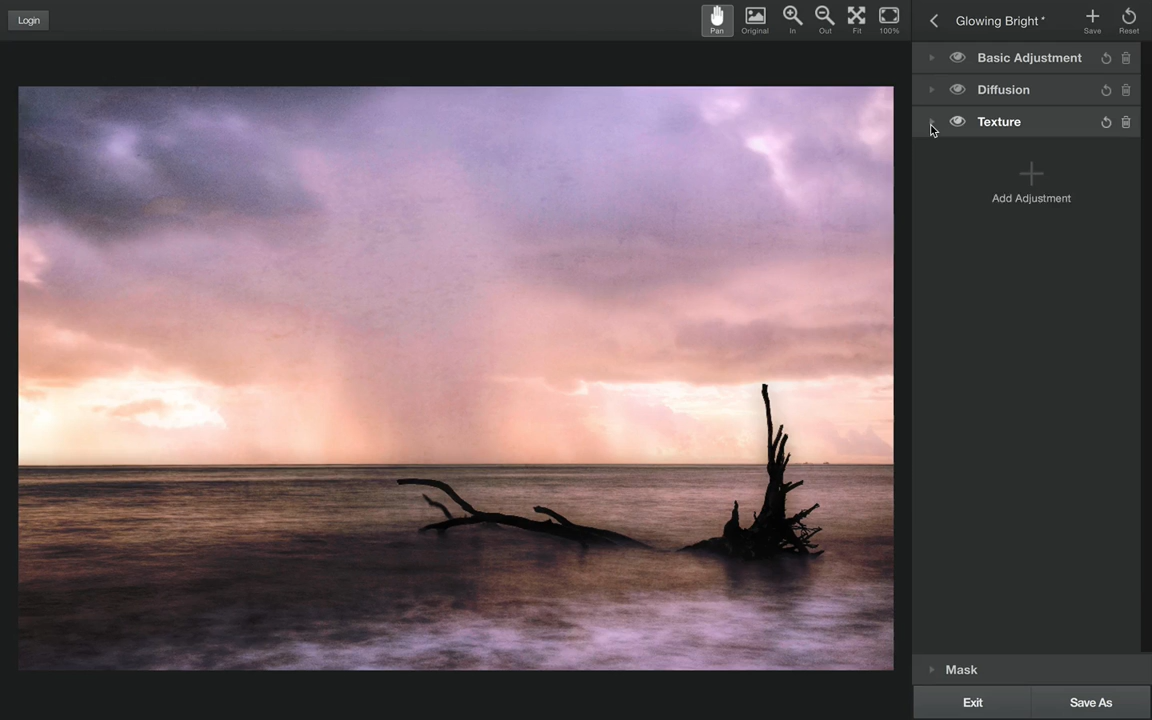 Login
Pan
Original
In
Out
Fit
100%
Glowing Bright *
Save
Reset
Basic Adjustment
Diffusion
Texture
Add Adjustment
Mask
Exit
Save As